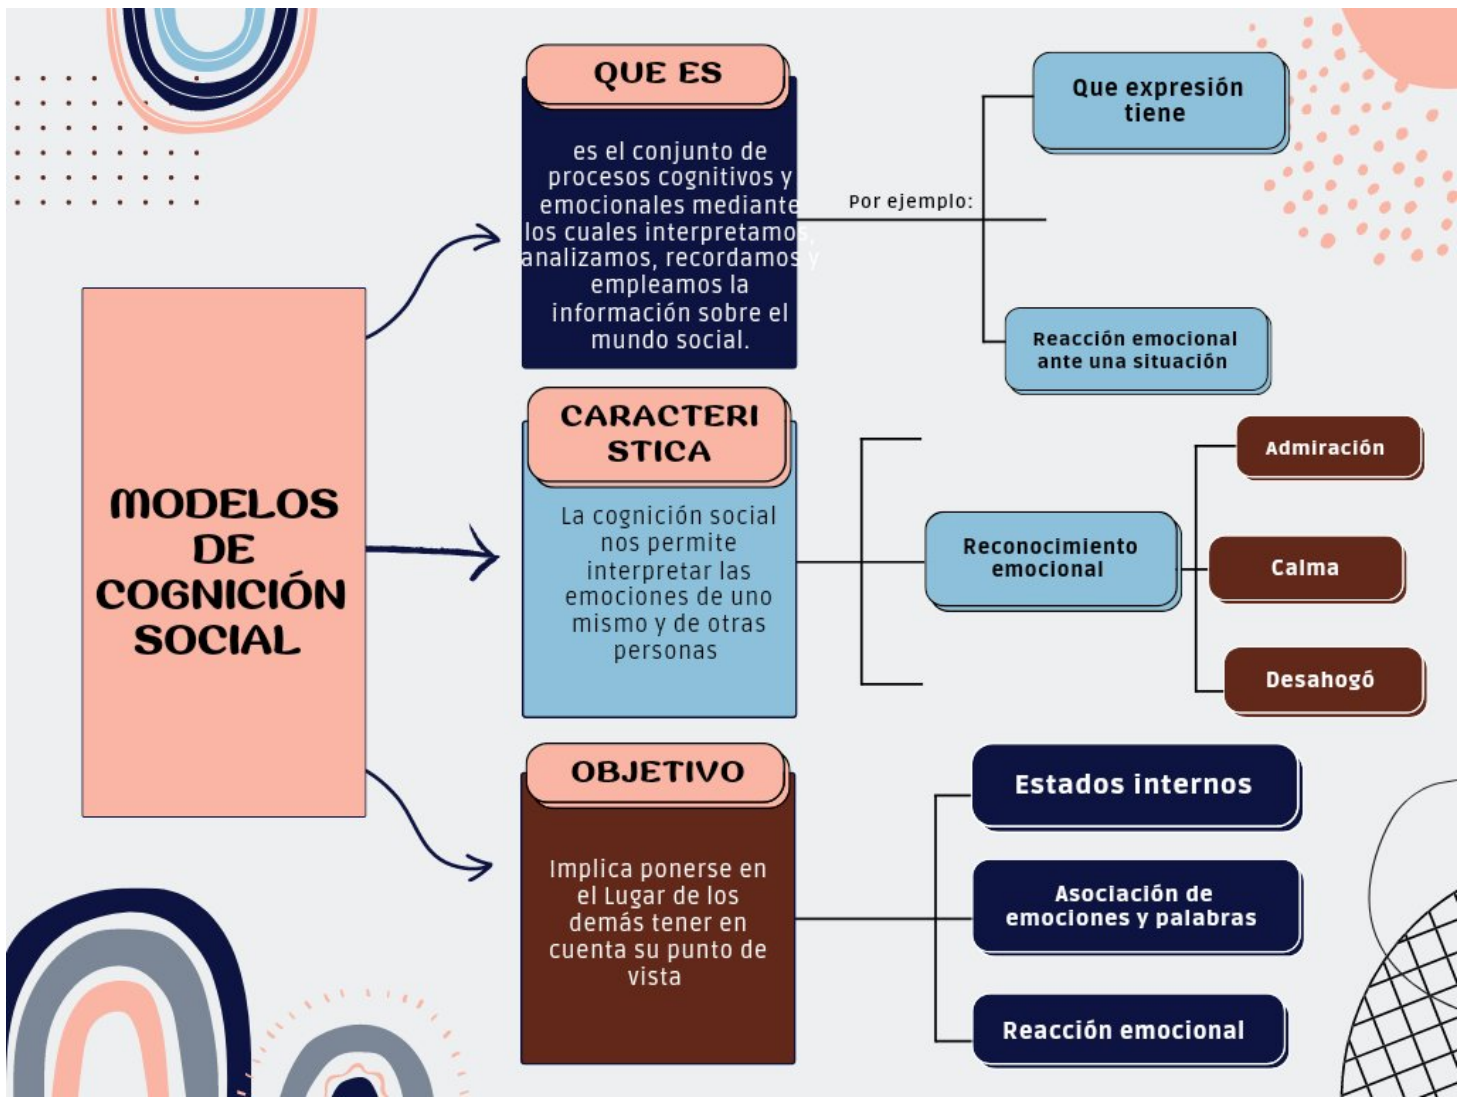 MODELOS
DE
COGNICIÓN
SOCIAL
QUE ES
es el conjunto de
procesos cognitivos y
emocionales mediante
los cuales interpretamos,
analizamos, recordamos y
empleamos la
información sobre el
mundo social.
Por ejemplo:
Que expresión
tiene
Reacción emocional
ante una situación
CARACTERI
STICA
La cognición social
nos permite
interpretar las
emociones de uno
mismo y de otras
personas
Reconocimiento
emocional
Admiración
Calma
Desahogó
OBJETIVO
Implica ponerse en
el Lugar de los
demás tener en
cuenta su punto de
vista
Estados internos
Asociación de
emociones y palabras
Reacción emocional